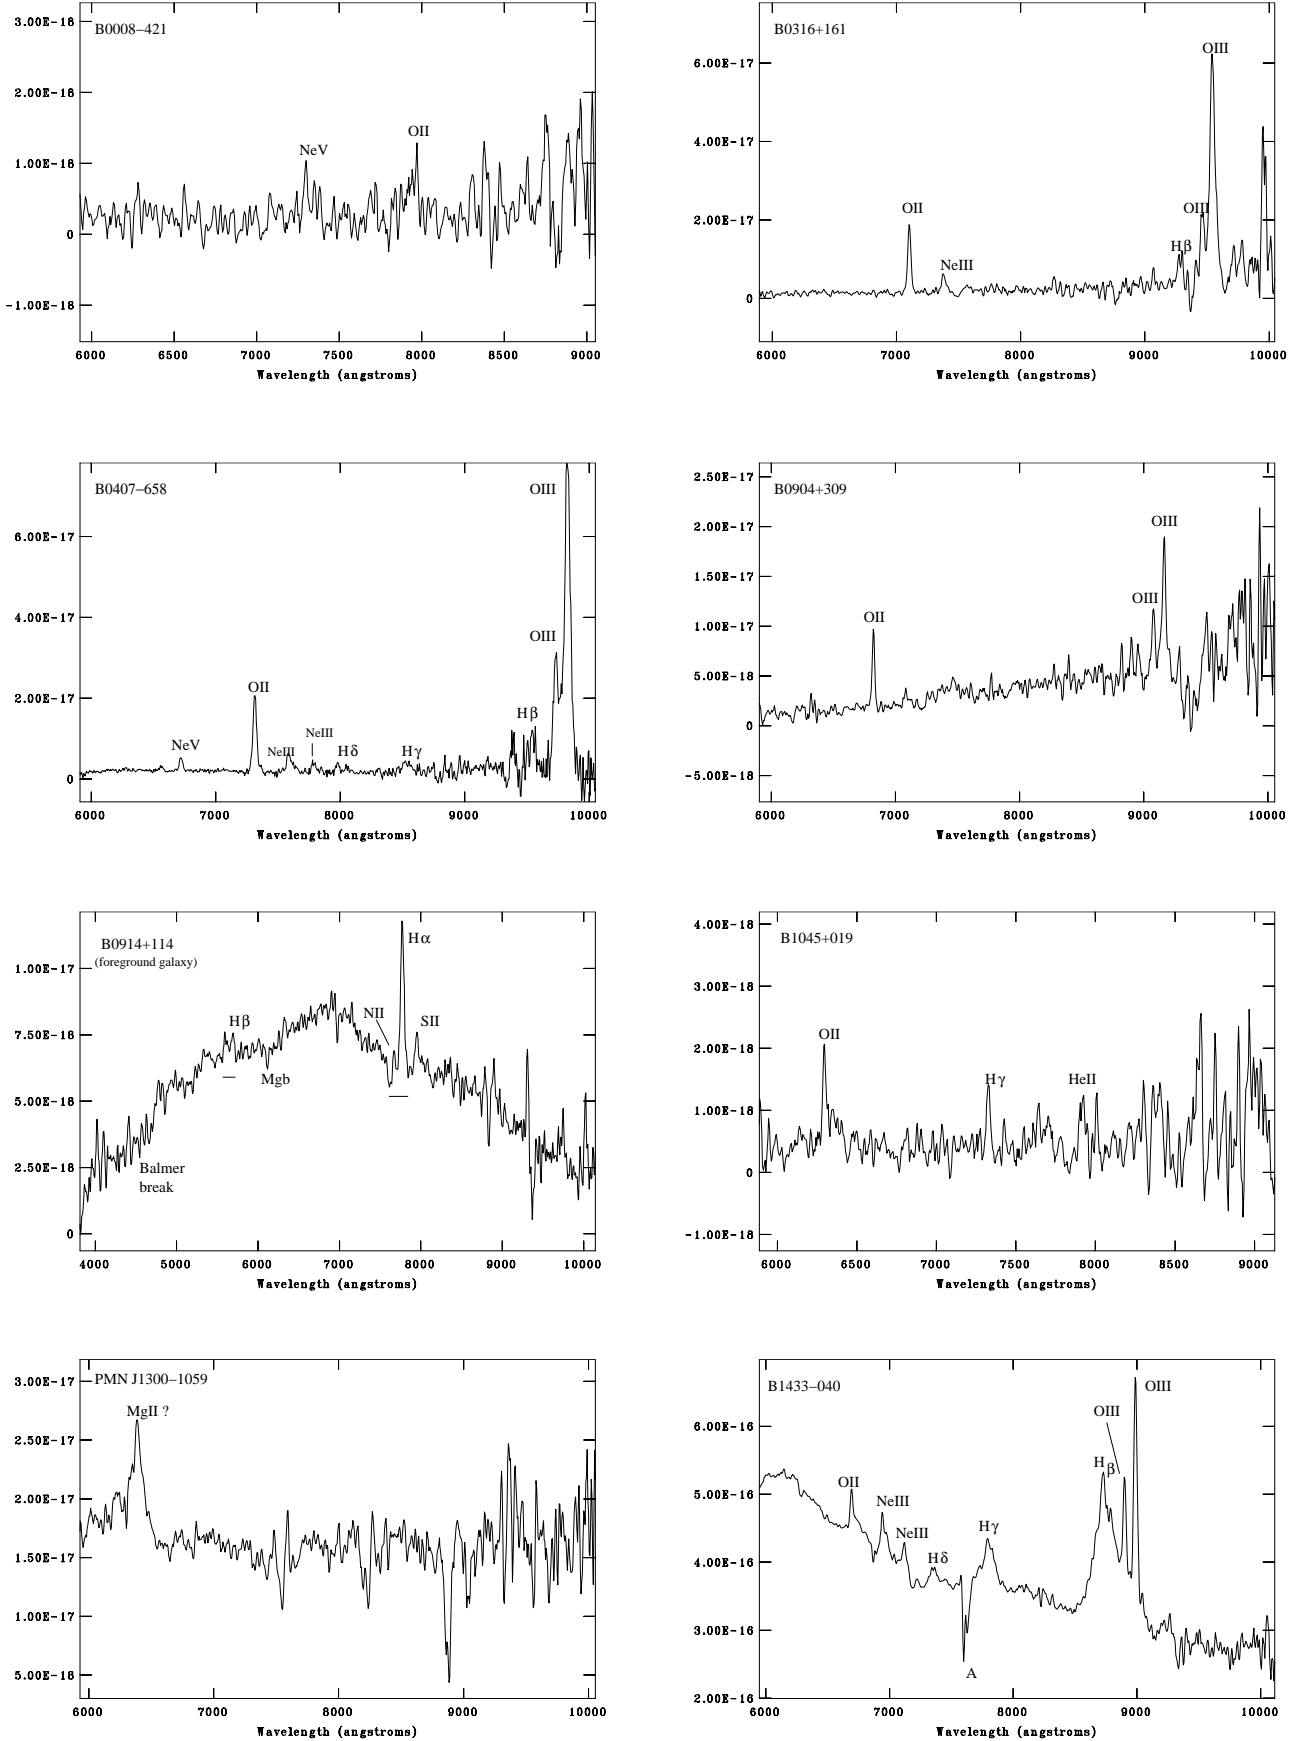 B0008−421
3.00E-18
2.00E-18
1.00E-18
0
-1.00E-18
NeV
OII
6000 6500 7000 7500 8000 8500 9000
Wavelength (angstroms)
B0316+161
6.00E-17
4.00E-17
2.00E-17
0
OII
NeIII
Hβ
OIII
OIII
6000 7000 8000 9000 10000
Wavelength (angstroms)
B0407−658
6.00E-17
4.00E-17
2.00E-17
0
NeV
OII
NeIII
NeIII
Hδ
Hγ
Hβ
OIII
OIII
6000 7000 8000 9000 10000
Wavelength (angstroms)
B0904+309
2.50E-17
2.00E-17
1.50E-17
1.00E-17
5.00E-18
0
-5.00E-18
OII
OIII
OIII
6000 7000 8000 9000 10000
Wavelength (angstroms)
B0914+114
(foreground galaxy)
1.00E-17
7.50E-18
5.00E-18
2.50E-18
0
Balmer
break
Hβ
Mgb
NII
Hα
SII
4000 5000 6000 7000 8000 9000 10000
Wavelength (angstroms)
B1045+019
4.00E-18
3.00E-18
2.00E-18
1.00E-18
0
-1.00E-18
OII
Hγ
HeII
6000 6500 7000 7500 8000 8500 9000
Wavelength (angstroms)
PMN J1300−1059
3.00E-17
2.50E-17
2.00E-17
1.50E-17
1.00E-17
5.00E-18
MgII ?
6000 7000 8000 9000 10000
Wavelength (angstroms)
B1433−040
6.00E-16
5.00E-16
4.00E-16
3.00E-16
2.00E-16
OII
NeIII
NeIII
Hδ
A
Hγ
Hβ
OIII
OIII
6000 7000 8000 9000 10000
Wavelength (angstroms)